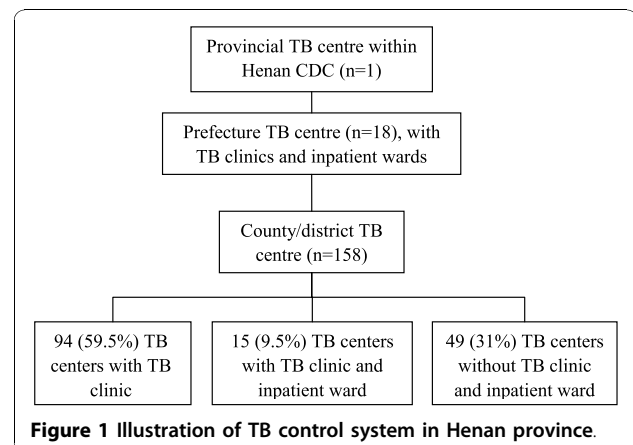 Provincial TB centre within
Henan CDC (n=1)
Prefecture TB centre (n=18), with
TB clinics and inpatient wards
County/district TB
centre (n=158)
94 (59.5%) TB
centers with TB
clinic
15 (9.5%) TB centers
with TB clinic and
inpatient ward
49 (31%) TB centers
without TB clinic
and inpatient ward
Figure 1 Illustration of TB control system in Henan province.